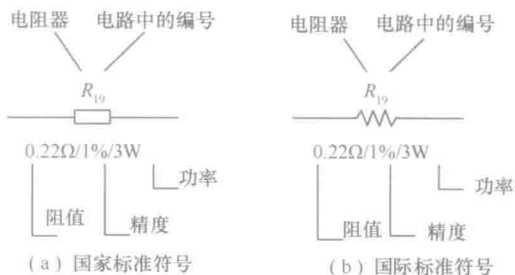 电阻器 电路中的编号 电阻器 电路中的编号
R19 R19
0.22Ω/1%/3W 0.22Ω/1%/3W
功率 功率
阻值 精度 阻值 精度
(a) 国家标准符号 (b) 国际标准符号